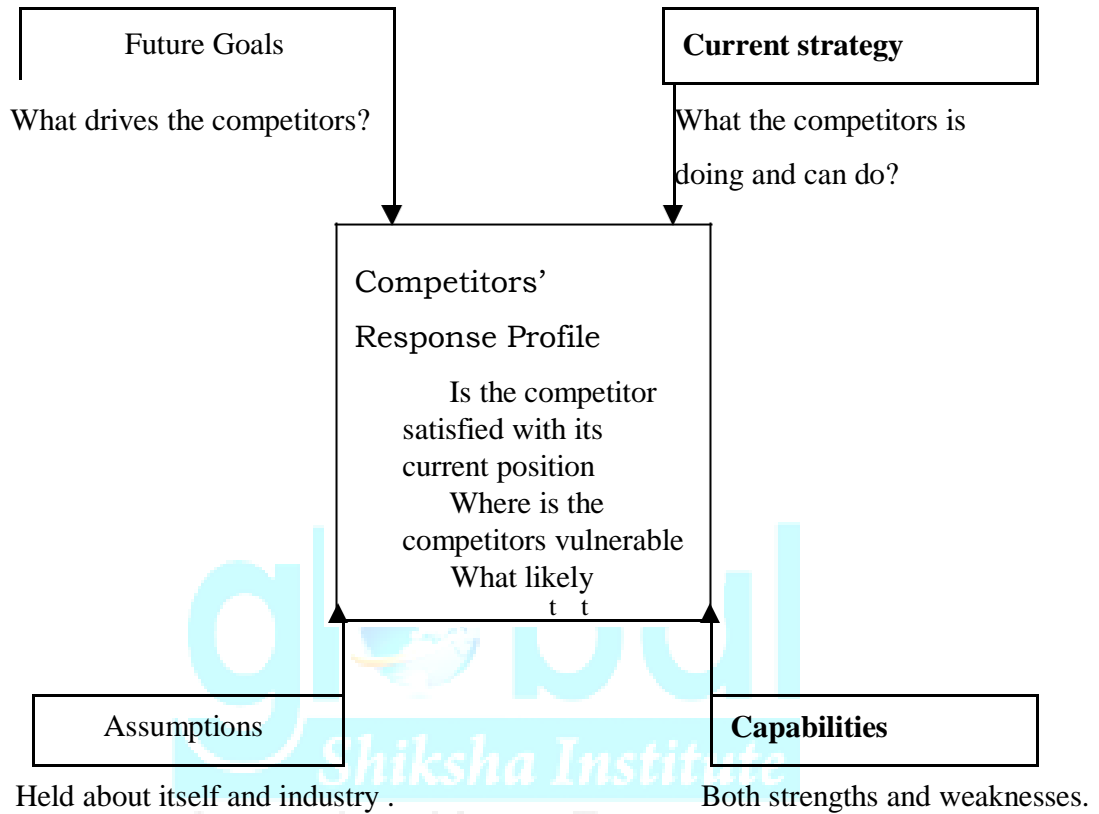 Future Goals
Current strategy
What drives the competitors?
What the competitors is
doing and can do?
Competitors’
Response Profile
Is the competitor
satisfied with its
current position
Where is the
competitors vulnerable
What likely
t t
Assumptions
Capabilities
Held about itself and industry .
Both strengths and weaknesses.
global
Shiksha Institute